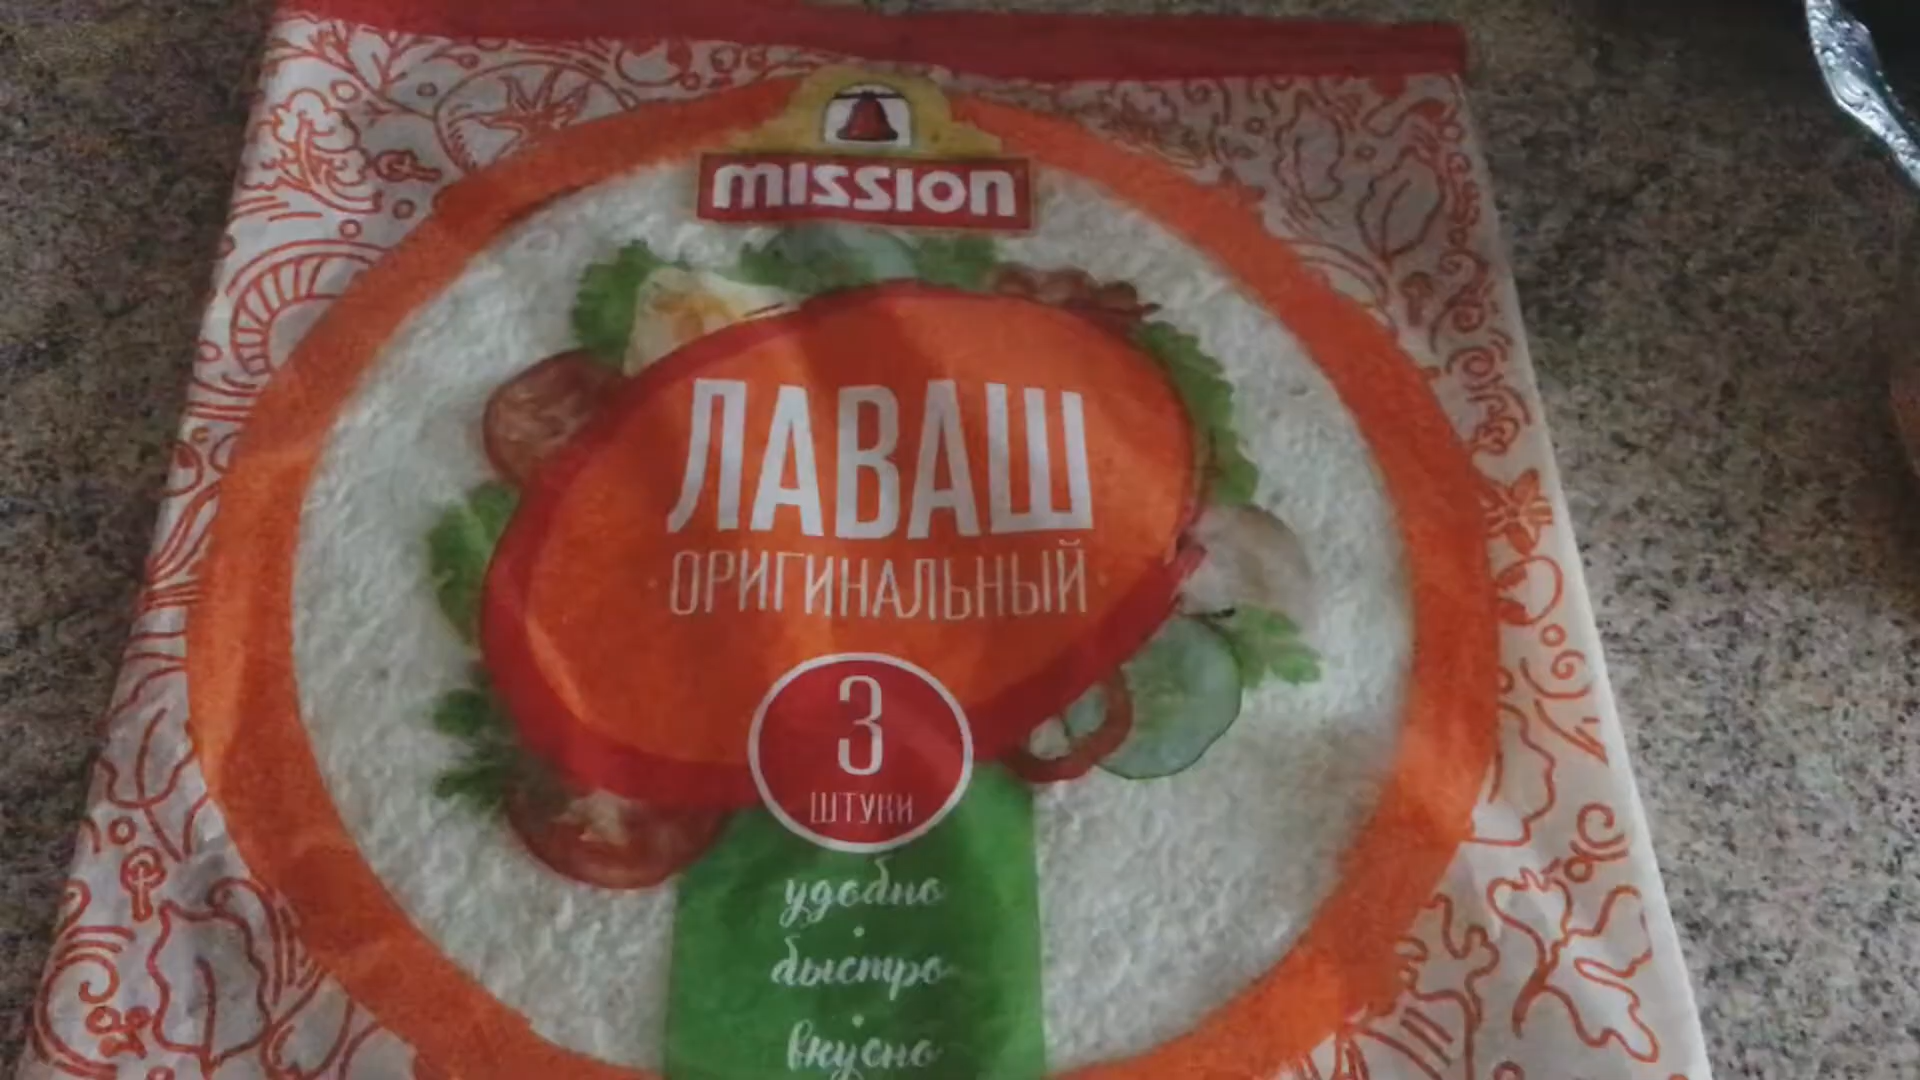 mission
ЛАВАШ
ОРИГИНАЛЬНЫЙ
3
ШТУКИ
удобно
быстро
вкусно